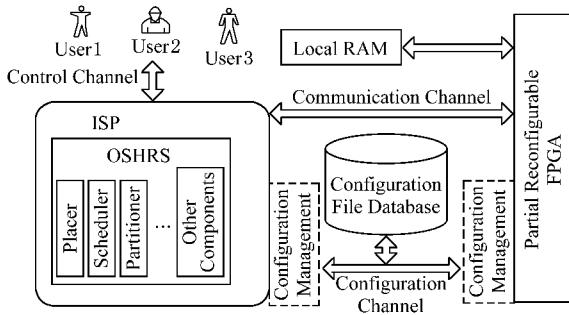 User1
User2
User3
Control Channel
Local RAM
Communication Channel
ISP
OSHRS
Placer
Scheduler
Partitioner
...
Other
Components
Configuration
Management
Configuration
File Database
Configuration
Channel
Configuration
Management
Partial Reconfigurable
FPGA